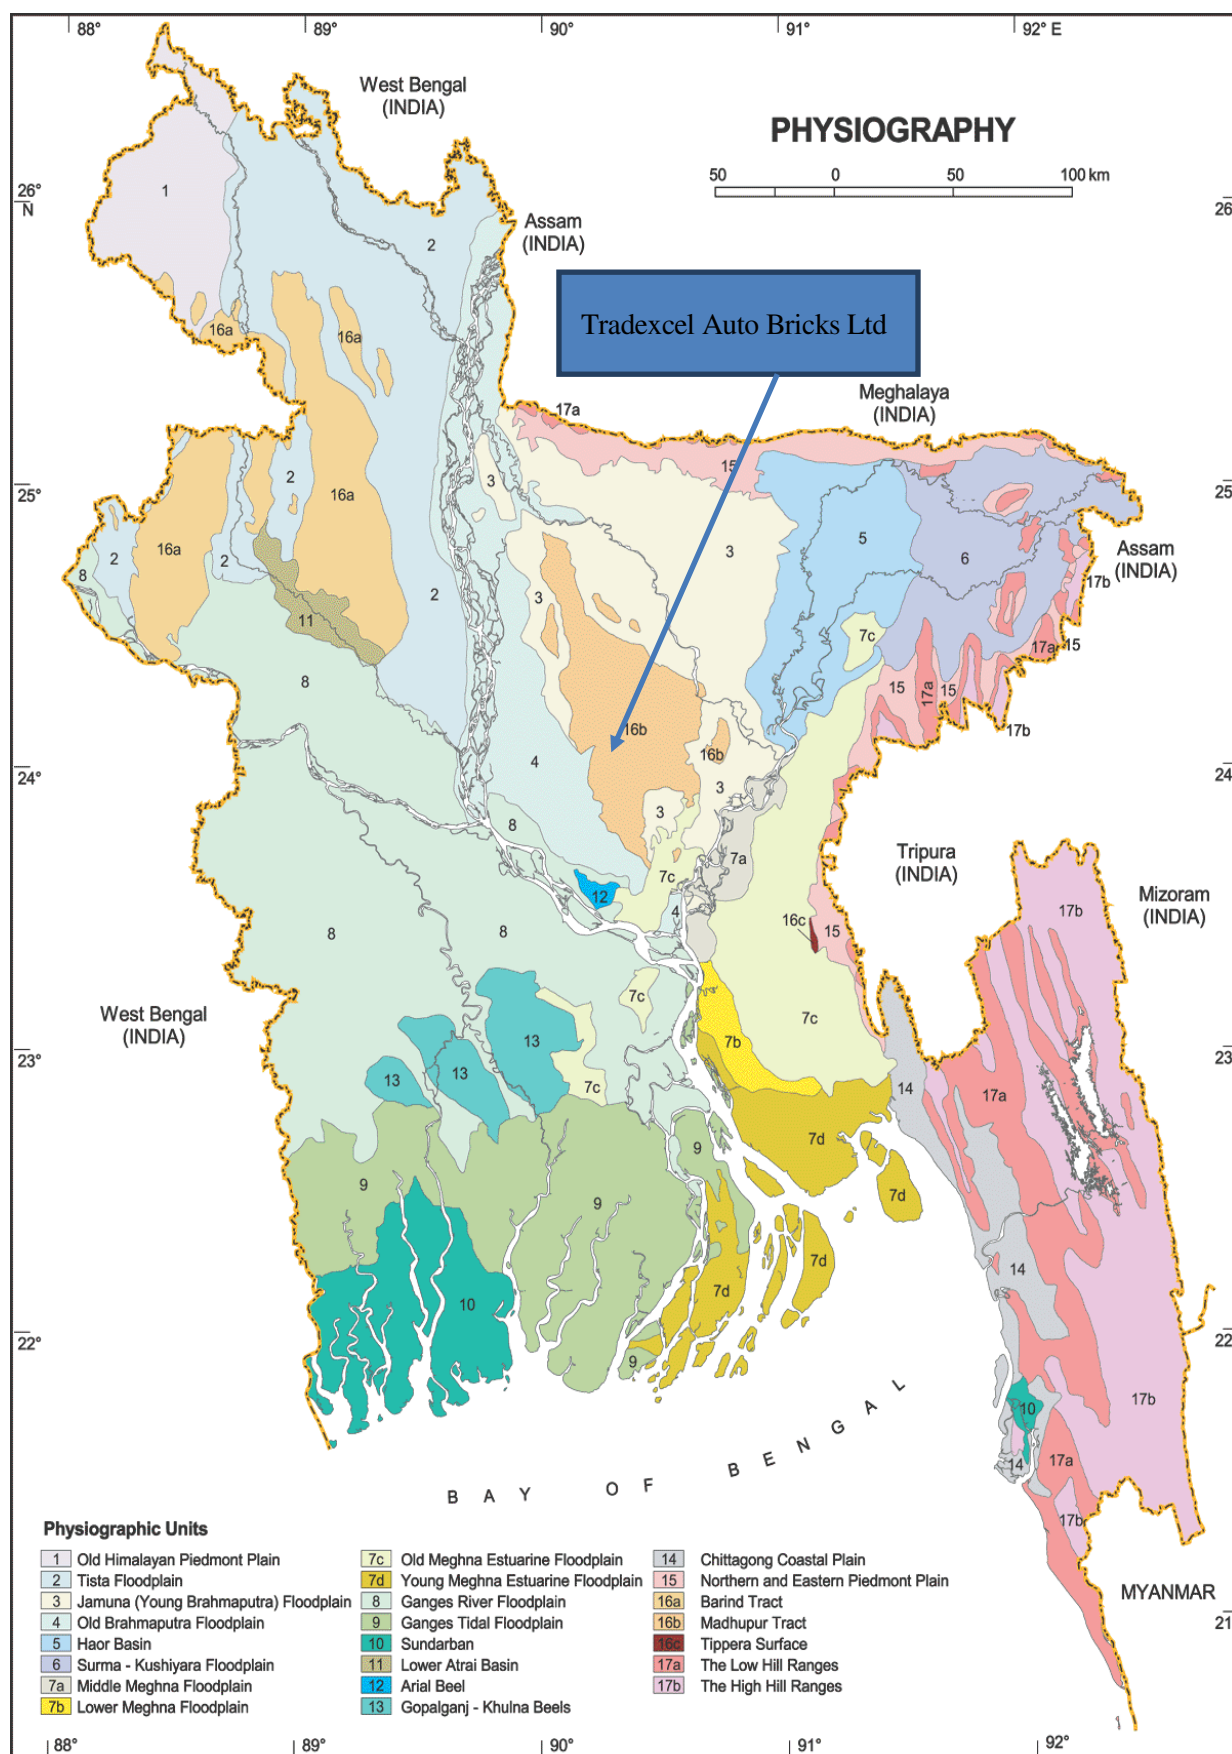 88°
89°
90°
91°
92° E
West Bengal
(INDIA)
PHYSIOGRAPHY
50
0
50
100 km
26°
N
26
1
2
Assam
(INDIA)
Tradexcel Auto Bricks Ltd
16a
16a
Meghalaya
(INDIA)
17a
15
25°
25
2
3
16a
3
5
6
16a
2
2
8
2
Assam
(INDIA)
17b
3
11
7c
17a
15
8
15
17a
15
17b
16b
16b
4
24°
24
3
3
8
7a
Tripura
(INDIA)
7c
12
4
16c
15
17b
Mizoram
(INDIA)
8
8
7c
West Bengal
(INDIA)
7c
13
7b
23°
23
13
13
7c
14
17a
7d
9
9
9
7d
7d
14
7d
10
22°
22
9
10
17b
14
17a
17b
BAY OF BENGAL
Physiographic Units
1 Old Himalayan Piedmont Plain
2 Tista Floodplain
3 Jamuna (Young Brahmaputra) Floodplain
4 Old Brahmaputra Floodplain
5 Haor Basin
6 Surma - Kushiyara Floodplain
7a Middle Meghna Floodplain
7b Lower Meghna Floodplain
7c Old Meghna Estuarine Floodplain
7d Young Meghna Estuarine Floodplain
8 Ganges River Floodplain
9 Ganges Tidal Floodplain
10 Sundarban
11 Lower Atrai Basin
12 Arial Beel
13 Gopalganj - Khulna Beels
14 Chittagong Coastal Plain
15 Northern and Eastern Piedmont Plain
16a Barind Tract
16b Madhupur Tract
16c Tippera Surface
17a The Low Hill Ranges
17b The High Hill Ranges
MYANMAR
21
88°
89°
90°
91°
92°